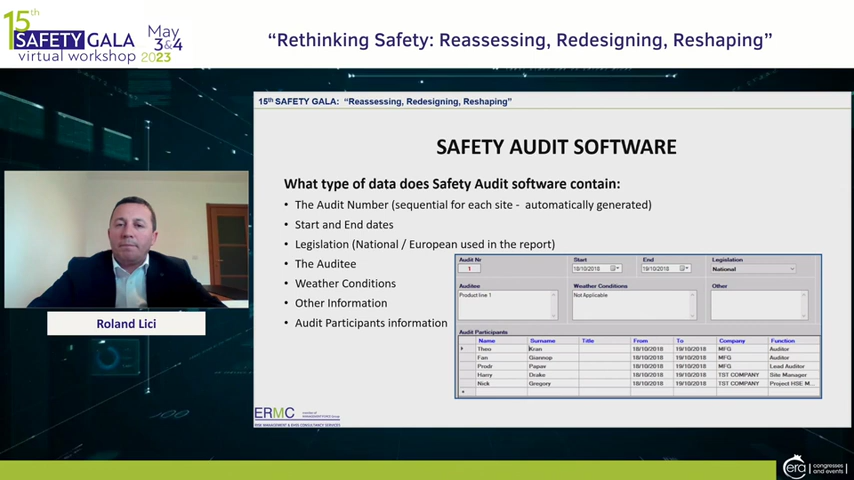 15th
SAFETY GALA
virtual workshop
May
3&4
2023
“Rethinking Safety: Reassessing, Redesigning, Reshaping”
15th SAFETY GALA: “Reassessing, Redesigning, Reshaping”
SAFETY AUDIT SOFTWARE
What type of data does Safety Audit software contain:
• The Audit Number (sequential for each site - automatically generated)
• Start and End dates
• Legislation (National / European used in the report)
• The Auditee
• Weather Conditions
• Other Information
• Audit Participants information
Audit Nr Start End Legislation
1 18/10/2018 19/10/2018 National
Auditee Weather Conditions Other
Product line 1 Not Applicable
Audit Participants
Name Surname Title From To Company Function
Theo Kran 18/10/2018 19/10/2018 MFG Auditor
Fan Giannop 18/10/2018 19/10/2018 MFG Auditor
Prodr Papav 18/10/2018 19/10/2018 MFG Lead Auditor
Harry Drake 18/10/2018 19/10/2018 TST COMPANY Site Manager
Nick Gregory 18/10/2018 19/10/2018 TST COMPANY Project HSE M...
Roland Lici
ERMC
RISK MANAGEMENT & EHSQ CONSULTANCY SERVICES
era congresses
and events